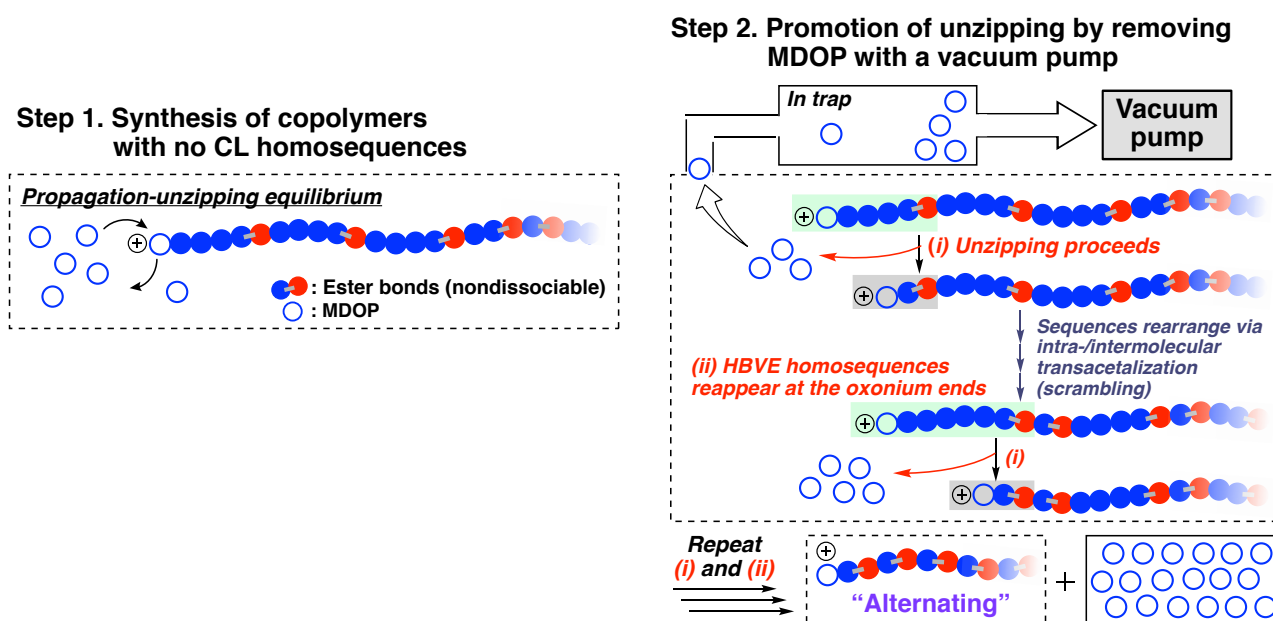 Step 1. Synthesis of copolymers
with no CL homosequences
Propagation-unzipping equilibrium
+
: Ester bonds (nondissociable)
: MDOP
Step 2. Promotion of unzipping by removing
MDOP with a vacuum pump
In trap
Vacuum
pump
+
(i) Unzipping proceeds
+
Sequences rearrange via
intra-/intermolecular
transacetalization
(scrambling)
(ii) HBVE homosequences
reappear at the oxonium ends
+
(i)
+
Repeat
(i) and (ii)
+
"Alternating"
+